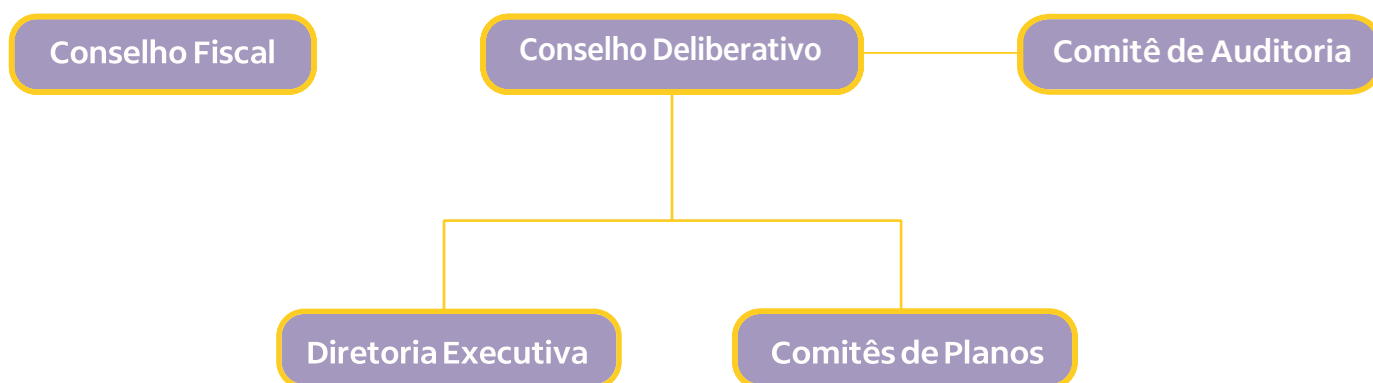 Conselho Fiscal
Conselho Deliberativo
Comitê de Auditoria
Diretoria Executiva
Comitês de Planos